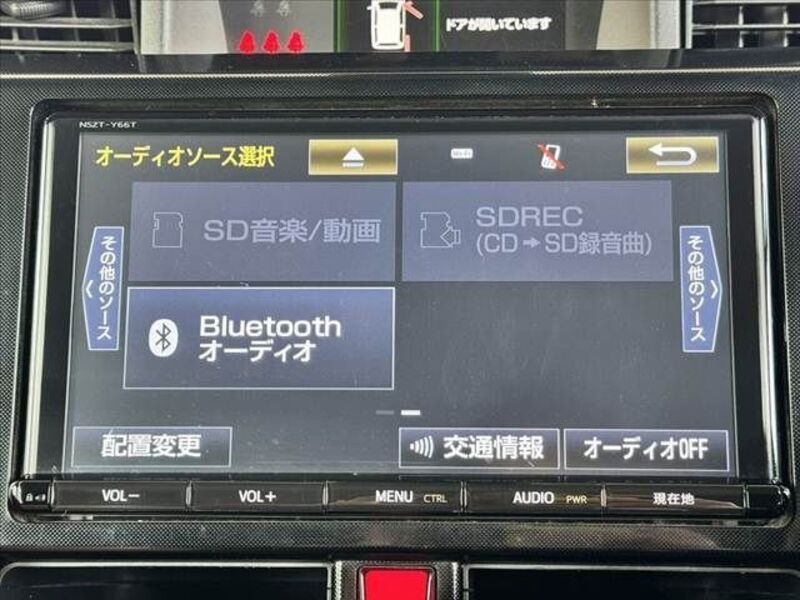 ドアが開いています
NSZT-Y66T
オーディオソース選択
Wi-Fi
SD音楽/動画
SDREC
(CD➡SD録音曲)
その他のソース
その他のソース
Bluetooth
オーディオ
配置変更
交通情報
オーディオOFF
VOL−
VOL+
MENU CTRL
AUDIO PWR
現在地